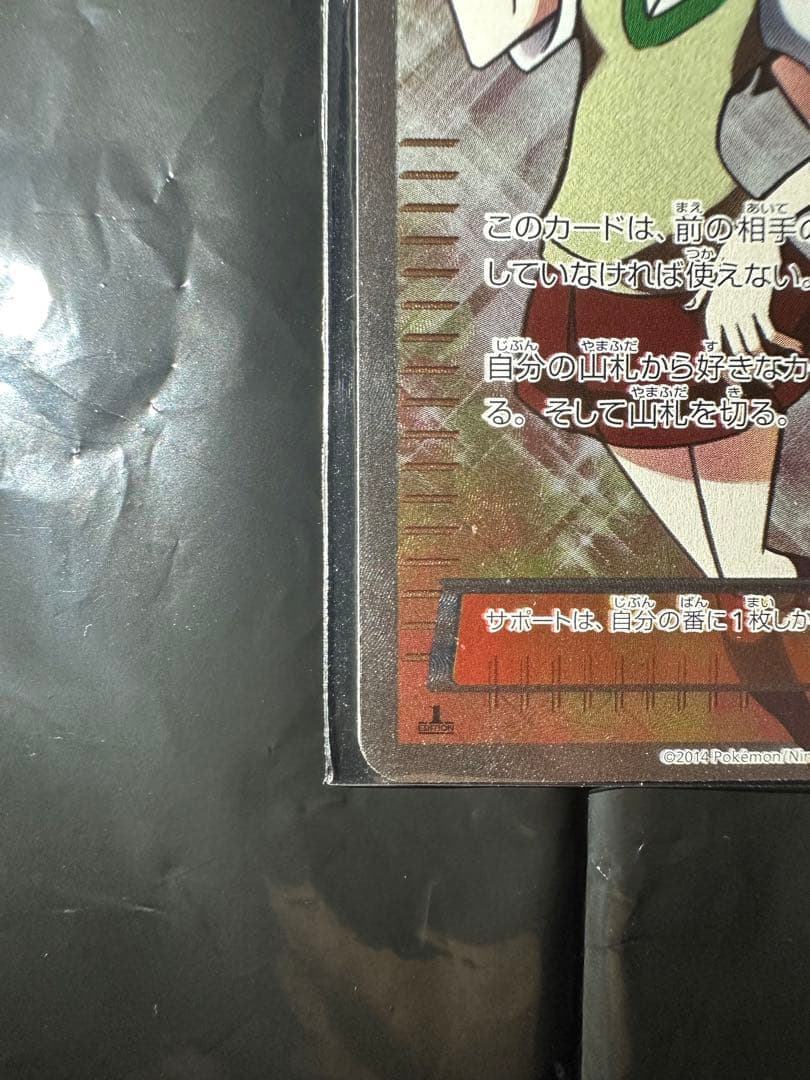 このカードは、前の相手の
していなければ使えない。
自分の山札から好きなカ
る。そして山札を切る。
サポートは、自分の番に1枚しか
1
EDITION
©2014 Pokémon/Nin